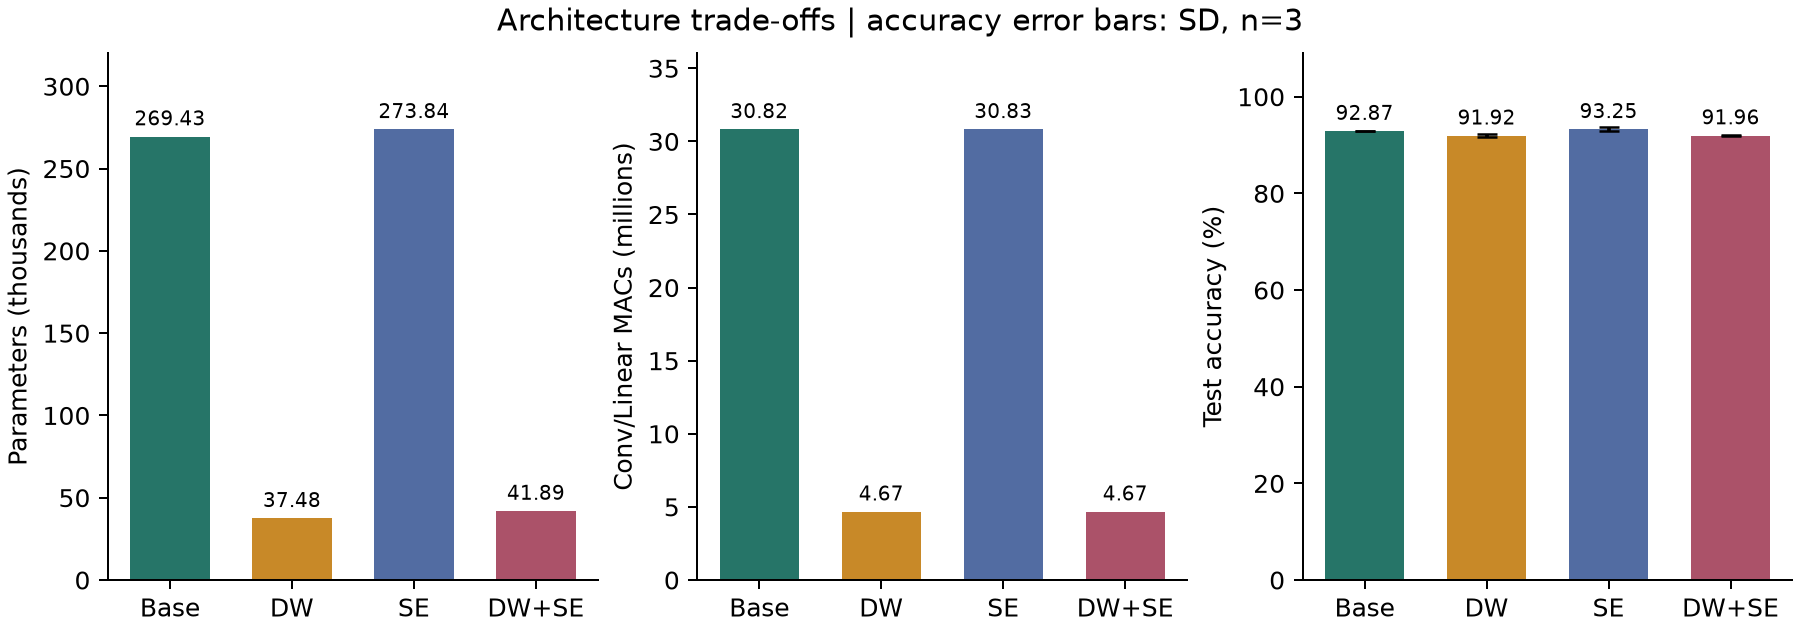 Architecture trade-offs | accuracy error bars: SD, n=3
Parameters (thousands)
300
250
200
150
100
50
0
269.43
37.48
273.84
41.89
Base
DW
SE
DW+SE
Conv/Linear MACs (millions)
35
30
25
20
15
10
5
0
30.82
4.67
30.83
4.67
Base
DW
SE
DW+SE
Test accuracy (%)
100
80
60
40
20
0
92.87
91.92
93.25
91.96
Base
DW
SE
DW+SE